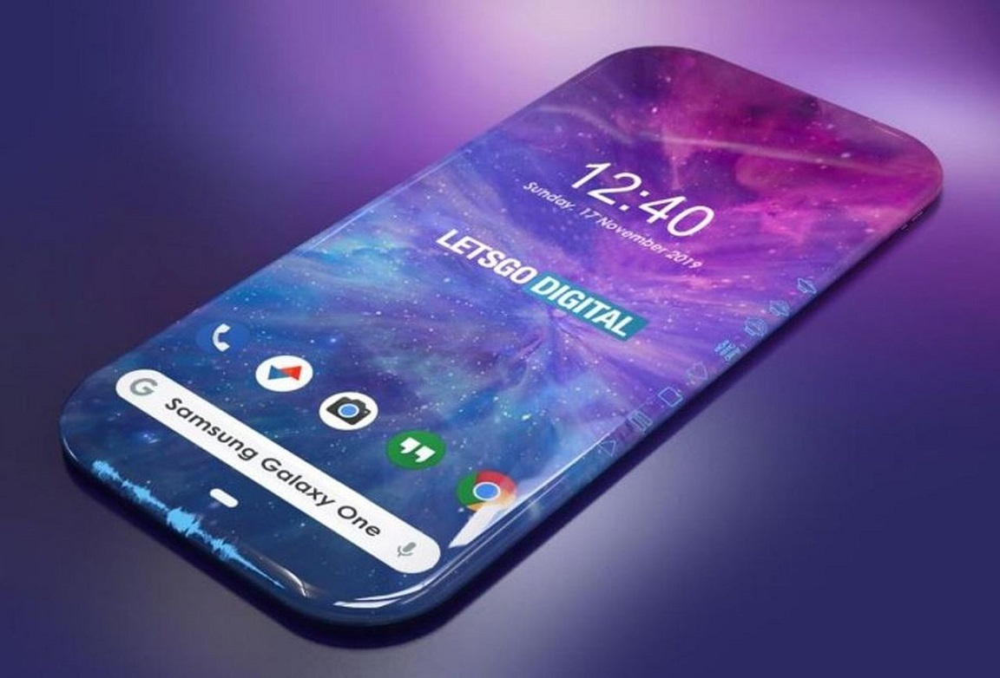 12:40
Sunday, 17 November 2019
LETSGO DIGITAL
G Samsung Galaxy One